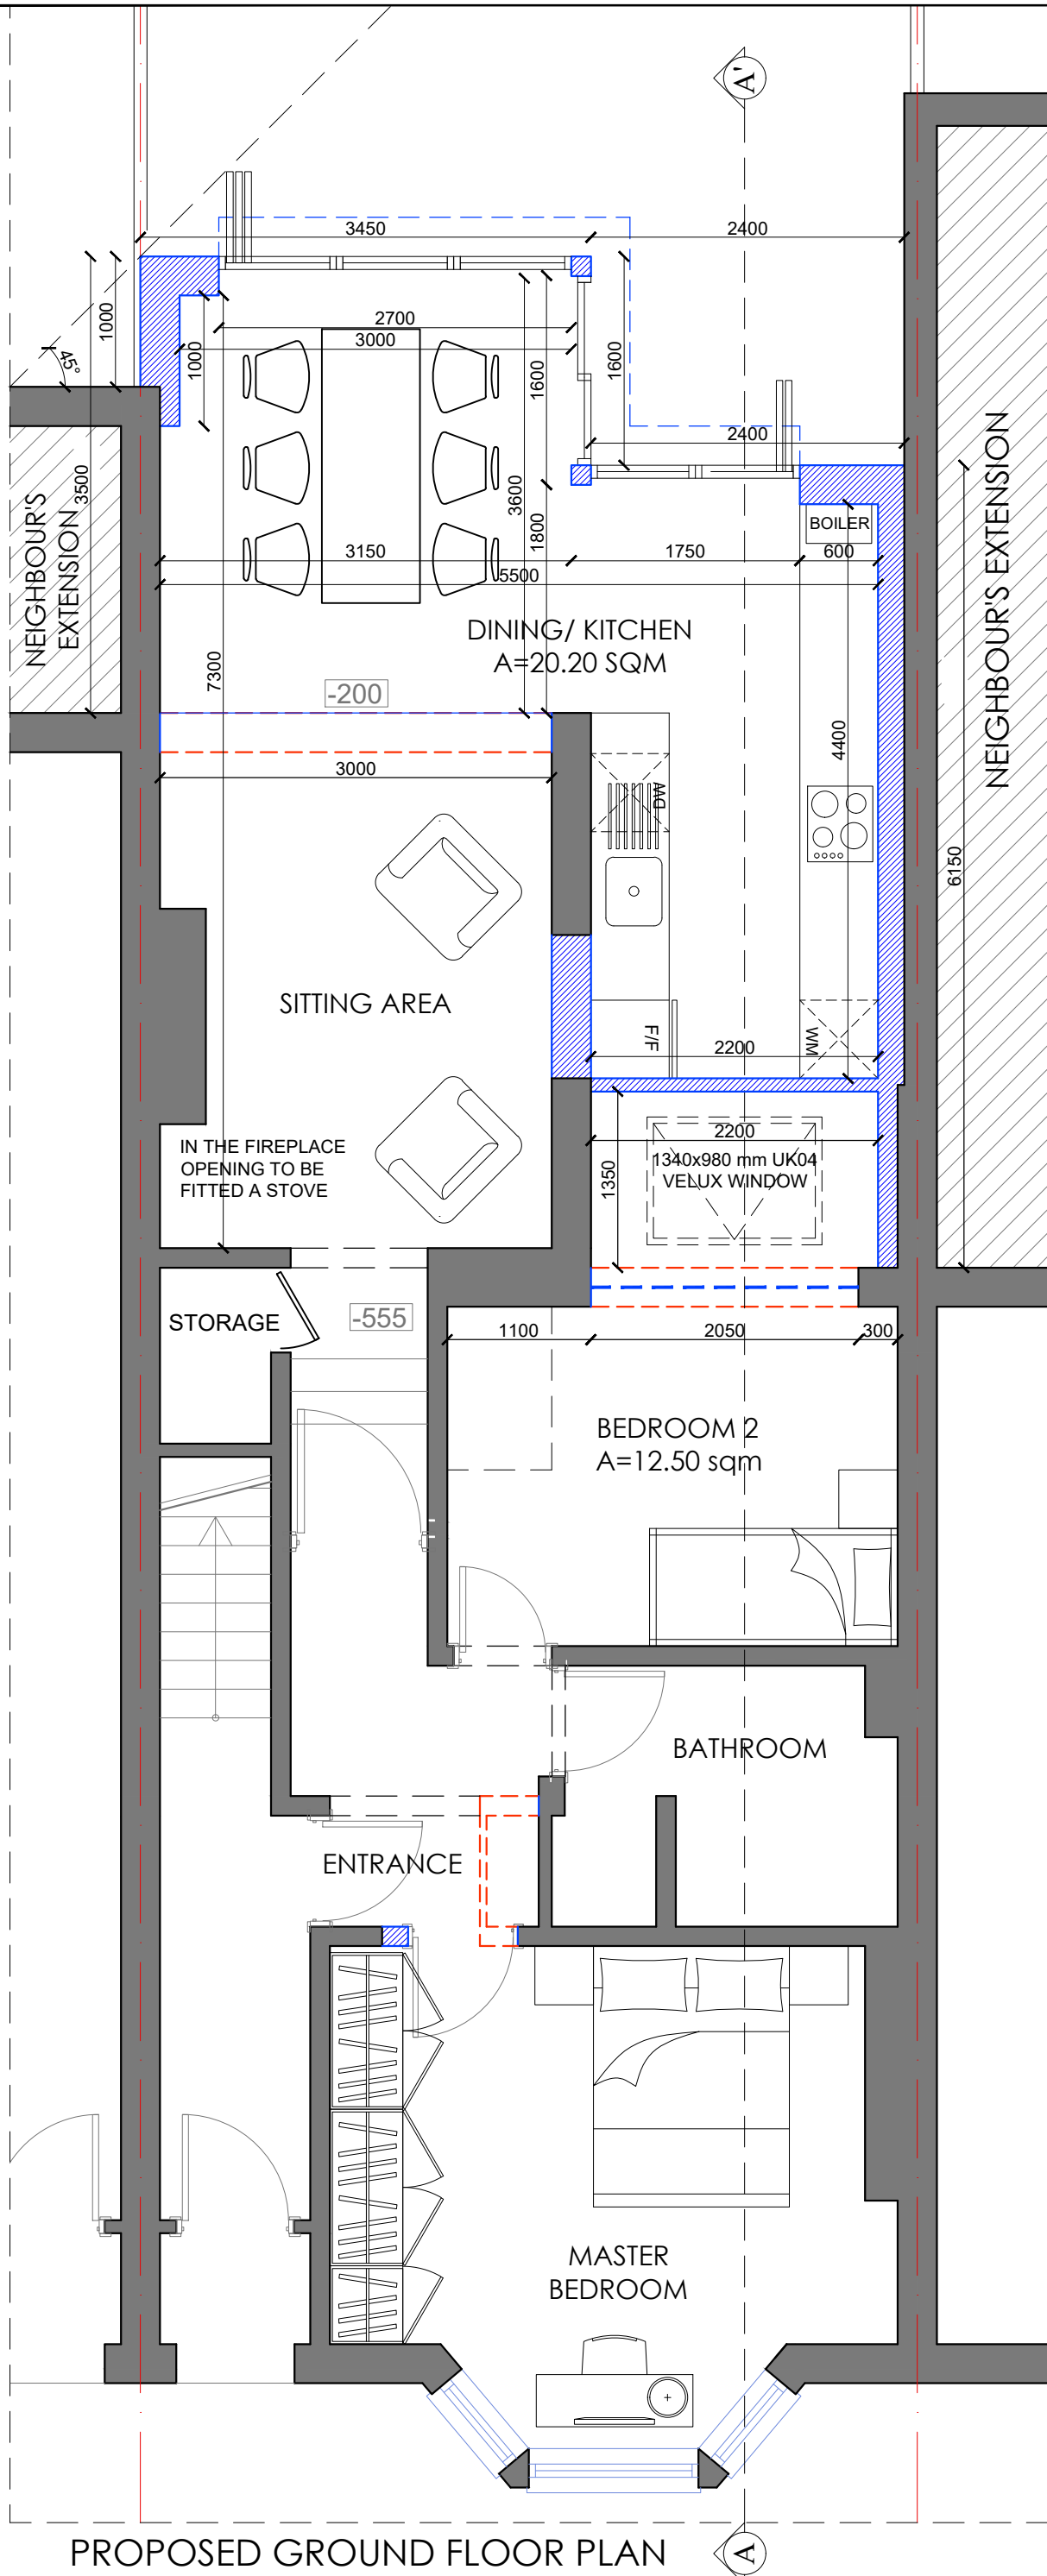 A'
3450
2400
1000
2700
3000
1000
1600
1600
45°
2400
3500
3600
BOILER
1800
NEIGHBOUR'S
EXTENSION
NEIGHBOUR'S EXTENSION
3150
1750
600
5500
DINING/ KITCHEN
A=20.20 SQM
7300
-200
4400
3000
DW
6150
SITTING AREA
F/F
WM
2200
IN THE FIREPLACE
OPENING TO BE
FITTED A STOVE
2200
1340x980 mm UK04
VELUX WINDOW
1350
STORAGE
-555
1100
2050
300
BEDROOM 2
A=12.50 sqm
BATHROOM
ENTRANCE
MASTER
BEDROOM
PROPOSED GROUND FLOOR PLAN
A